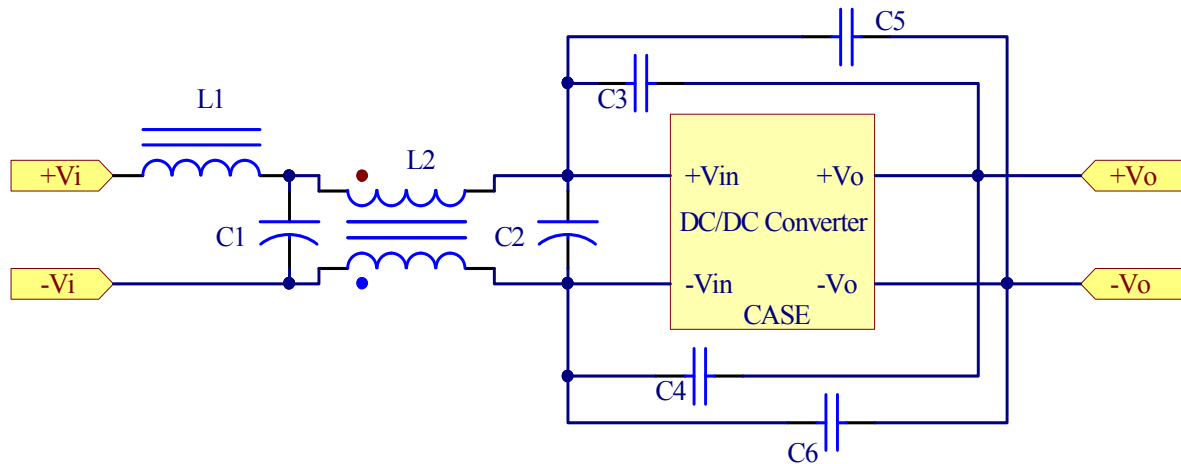 C5
C3
L1
L2
+Vi
+Vin
+Vo
+Vo
C1
C2
DC/DC Converter
-Vi
-Vin
-Vo
-Vo
CASE
C4
C6